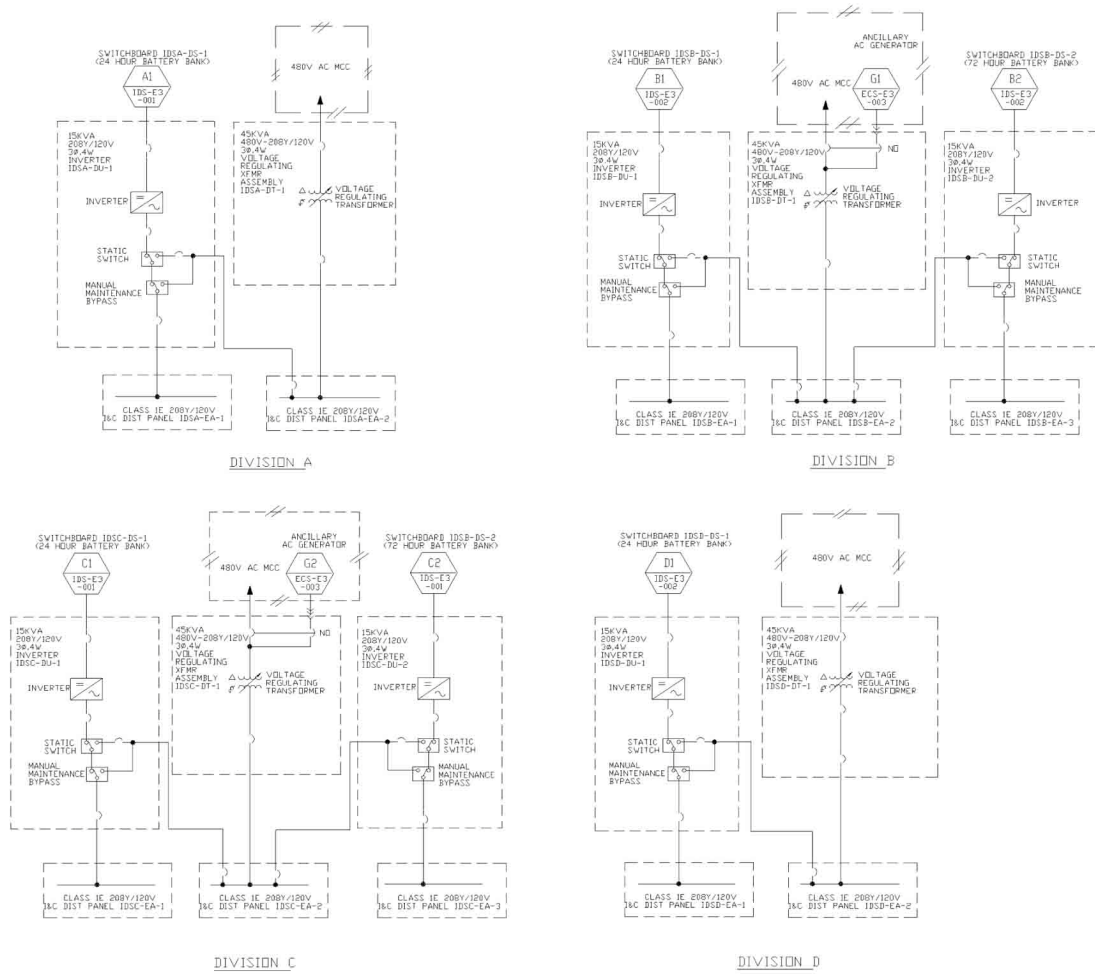 SWITCHBOARD IDSA-DS-1
(24 HOUR BATTERY BANK)
A1
IDS-E3
-001
480V AC MCC
15KVA
208Y/120V
3Ø,4W
INVERTER
IDSA-DU-1
INVERTER
STATIC
SWITCH
MANUAL
MAINTENANCE
BYPASS
45KVA
480V-208Y/120V
3Ø,4W
VOLTAGE
REGULATING
XFMR
ASSEMBLY
IDSA-DT-1
VOLTAGE
REGULATING
TRANSFORMER
CLASS 1E 208Y/120V
I&C DIST PANEL IDSA-EA-1
CLASS 1E 208Y/120V
I&C DIST PANEL IDSA-EA-2
DIVISION A
SWITCHBOARD IDSB-DS-1
(24 HOUR BATTERY BANK)
B1
IDS-E3
-002
ANCILLARY
AC GENERATOR
480V AC MCC
G1
ECS-E3
-003
SWITCHBOARD IDSB-DS-2
(72 HOUR BATTERY BANK)
B2
IDS-E3
-002
15KVA
208Y/120V
3Ø,4W
INVERTER
IDSB-DU-1
INVERTER
STATIC
SWITCH
MANUAL
MAINTENANCE
BYPASS
45KVA
480V-208Y/120V
3Ø,4W
VOLTAGE
REGULATING
XFMR
ASSEMBLY
IDSB-DT-1
NO
VOLTAGE
REGULATING
TRANSFORMER
15KVA
208Y/120V
3Ø,4W
INVERTER
IDSB-DU-2
INVERTER
STATIC
SWITCH
MANUAL
MAINTENANCE
BYPASS
CLASS 1E 208Y/120V
I&C DIST PANEL IDSB-EA-1
CLASS 1E 208Y/120V
I&C DIST PANEL IDSB-EA-2
CLASS 1E 208Y/120V
I&C DIST PANEL IDSB-EA-3
DIVISION B
SWITCHBOARD IDSC-DS-1
(24 HOUR BATTERY BANK)
C1
IDS-E3
-001
ANCILLARY
AC GENERATOR
480V AC MCC
G2
ECS-E3
-003
SWITCHBOARD IDSB-DS-2
(72 HOUR BATTERY BANK)
C2
IDS-E3
-001
15KVA
208Y/120V
3Ø,4W
INVERTER
IDSC-DU-1
INVERTER
STATIC
SWITCH
MANUAL
MAINTENANCE
BYPASS
45KVA
480V-208Y/120V
3Ø,4W
VOLTAGE
REGULATING
XFMR
ASSEMBLY
IDSC-DT-1
NO
VOLTAGE
REGULATING
TRANSFORMER
15KVA
208Y/120V
3Ø,4W
INVERTER
IDSC-DU-2
INVERTER
STATIC
SWITCH
MANUAL
MAINTENANCE
BYPASS
CLASS 1E 208Y/120V
I&C DIST PANEL IDSC-EA-1
CLASS 1E 208Y/120V
I&C DIST PANEL IDSC-EA-2
CLASS 1E 208Y/120V
I&C DIST PANEL IDSC-EA-3
DIVISION C
SWITCHBOARD IDSD-DS-1
(24 HOUR BATTERY BANK)
D1
IDS-E3
-002
480V AC MCC
15KVA
208Y/120V
3Ø,4W
INVERTER
IDSD-DU-1
INVERTER
STATIC
SWITCH
MANUAL
MAINTENANCE
BYPASS
45KVA
480V-208Y/120V
3Ø,4W
VOLTAGE
REGULATING
XFMR
ASSEMBLY
IDSD-DT-1
VOLTAGE
REGULATING
TRANSFORMER
CLASS 1E 208Y/120V
I&C DIST PANEL IDSD-EA-1
CLASS 1E 208Y/120V
I&C DIST PANEL IDSD-EA-2
DIVISION D